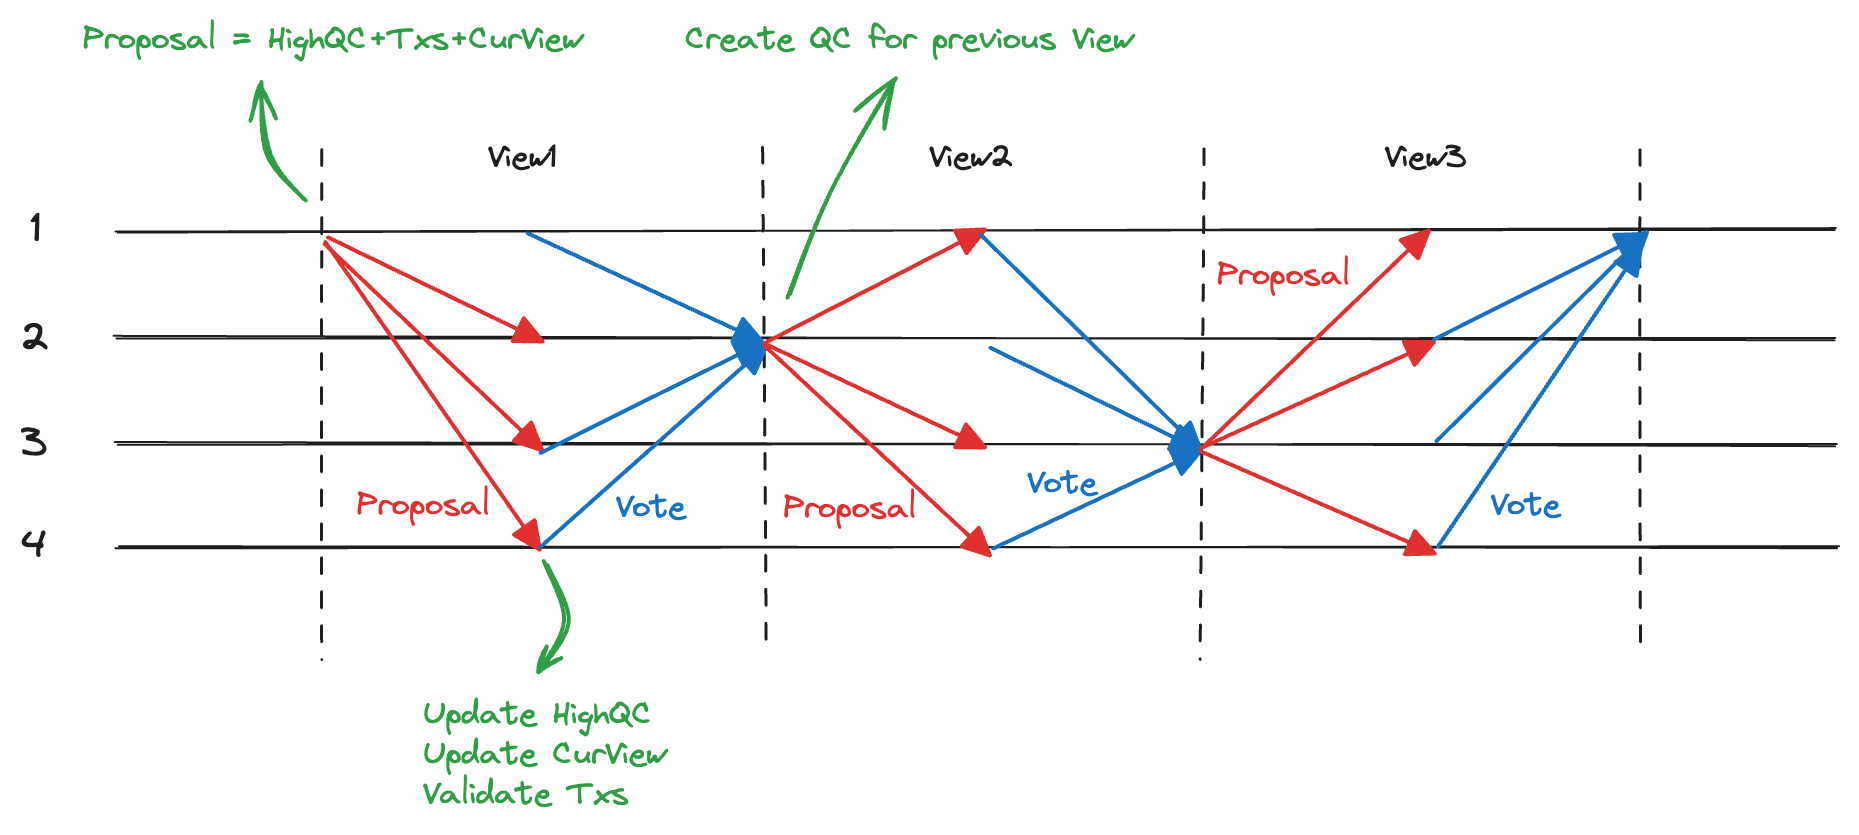 Proposal = HighQC+Txs+CurView
Create QC for previous View
View1
View2
View3
1
Proposal
2
3
Vote
Proposal
Vote
Proposal
Vote
4
Update HighQC
Update CurView
Validate Txs